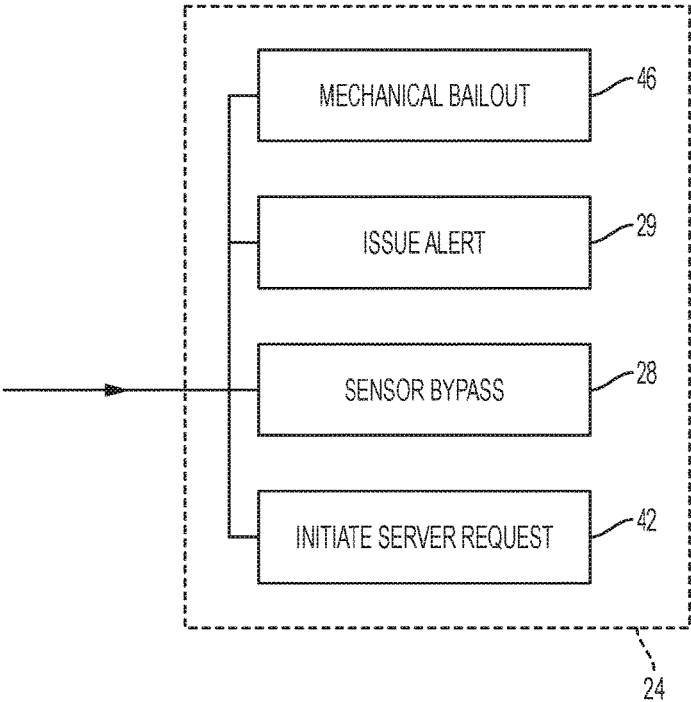 MECHANICAL BAILOUT
46
ISSUE ALERT
29
SENSOR BYPASS
28
INITIATE SERVER REQUEST
42
24